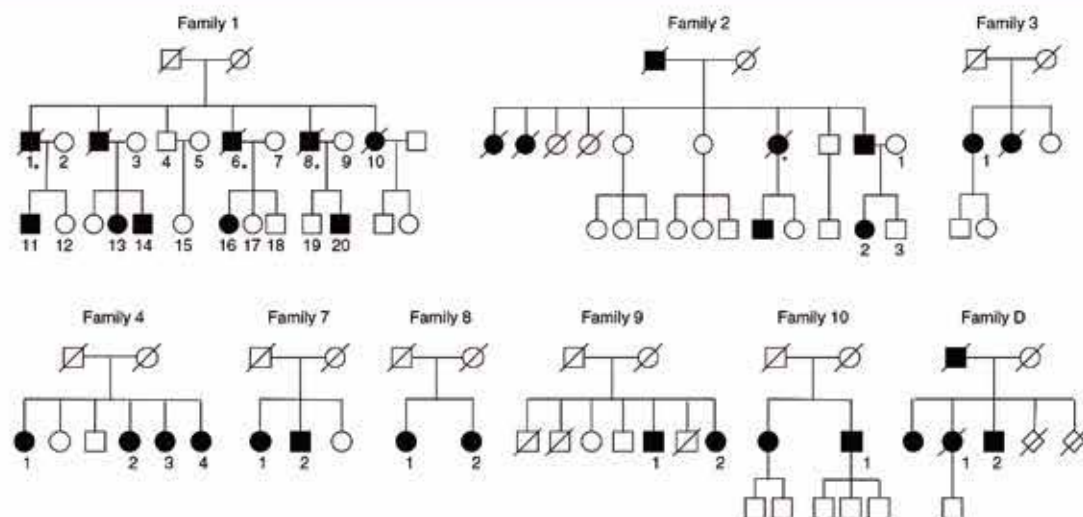 Family 1
Family 2
Family 3
1* 2 3 4 5 6* 7 8* 9 10
* 1
1
11 12 13 14 15 16 17 18 19 20
2 3
Family 4
Family 7
Family 8
Family 9
Family 10
Family D
1 2 3 4
1 2
1 2
1 2
1
1 2